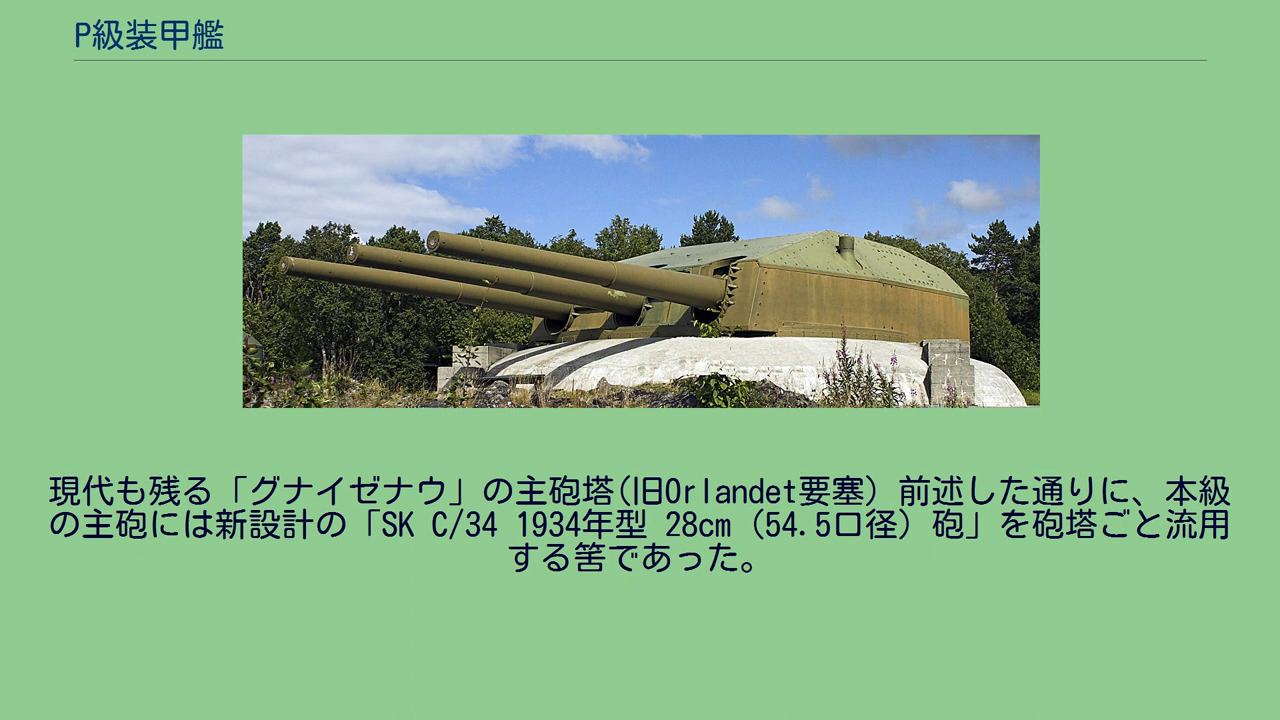 P級装甲艦
現代も残る「グナイゼナウ」の主砲塔(旧Orlandet要塞) 前述した通りに、本級
の主砲には新設計の「SK C/34 1934年型 28cm (54.5口径) 砲」を砲塔ごと流用
する筈であった。